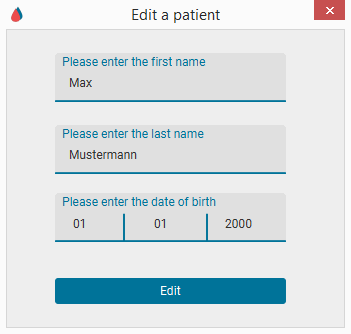 Edit a patient
Please enter the first name
Max
Please enter the last name
Mustermann
Please enter the date of birth
01 01 2000
Edit